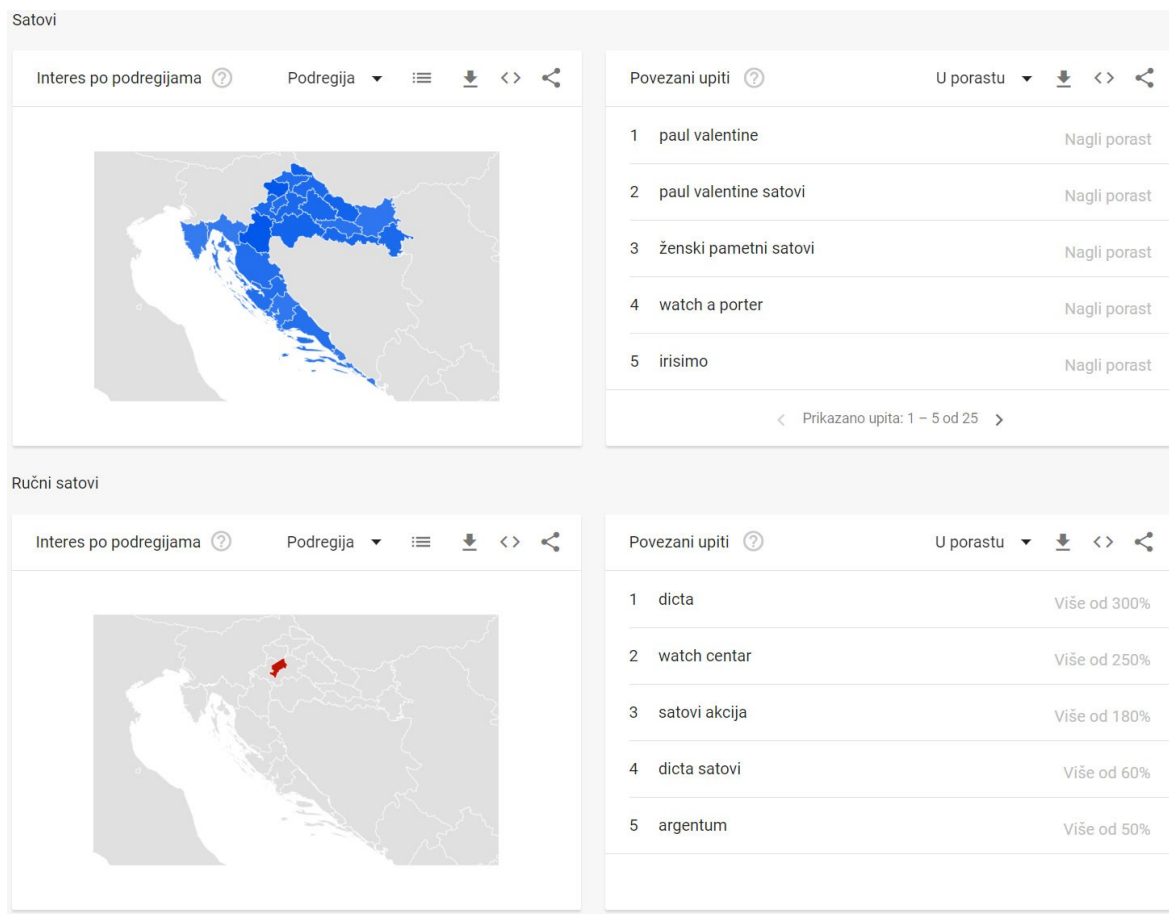 Satovi
Interes po podregijama Podregija
Povezani upiti U porastu
1 paul valentine Nagli porast
2 paul valentine satovi Nagli porast
3 ženski pametni satovi Nagli porast
4 watch a porter Nagli porast
5 irisimo Nagli porast
Prikazano upita: 1 – 5 od 25
Ručni satovi
Interes po podregijama Podregija
Povezani upiti U porastu
1 dicta Više od 300%
2 watch centar Više od 250%
3 satovi akcija Više od 180%
4 dicta satovi Više od 60%
5 argentum Više od 50%